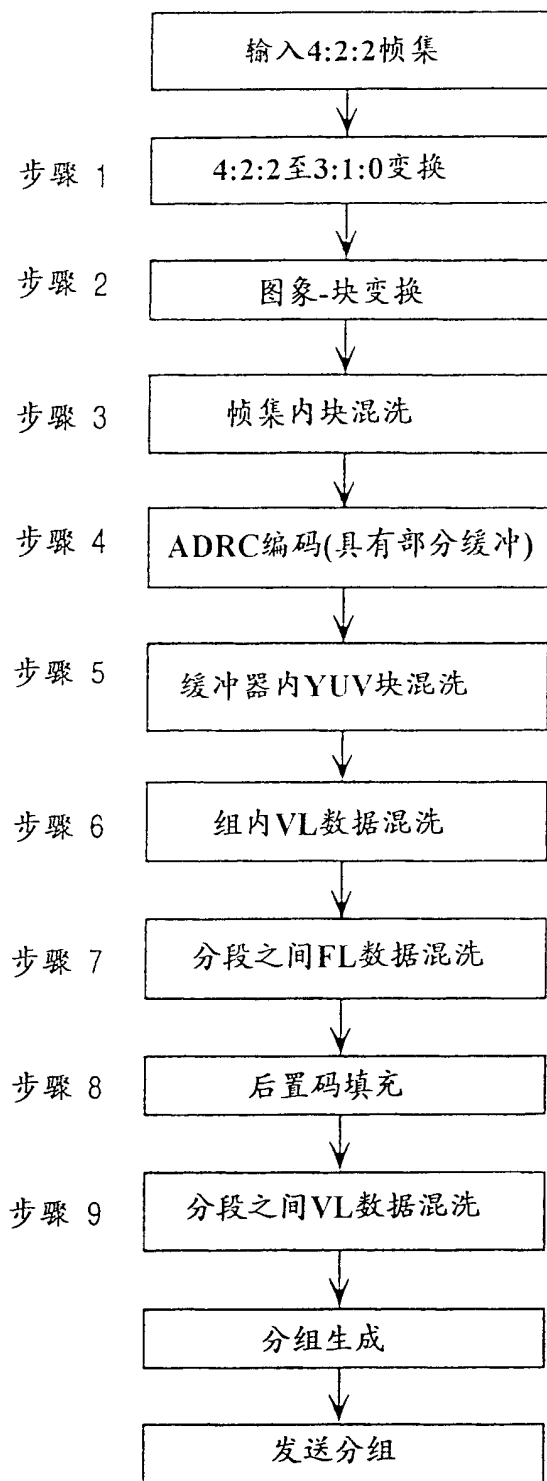 输入4:2:2帧集
步骤 1
4:2:2至3:1:0变换
步骤 2
图象-块变换
步骤 3
帧集内块混洗
步骤 4
ADRC编码(具有部分缓冲)
步骤 5
缓冲器内YUV块混洗
步骤 6
组内VL数据混洗
步骤 7
分段之间FL数据混洗
步骤 8
后置码填充
步骤 9
分段之间VL数据混洗
分组生成
发送分组